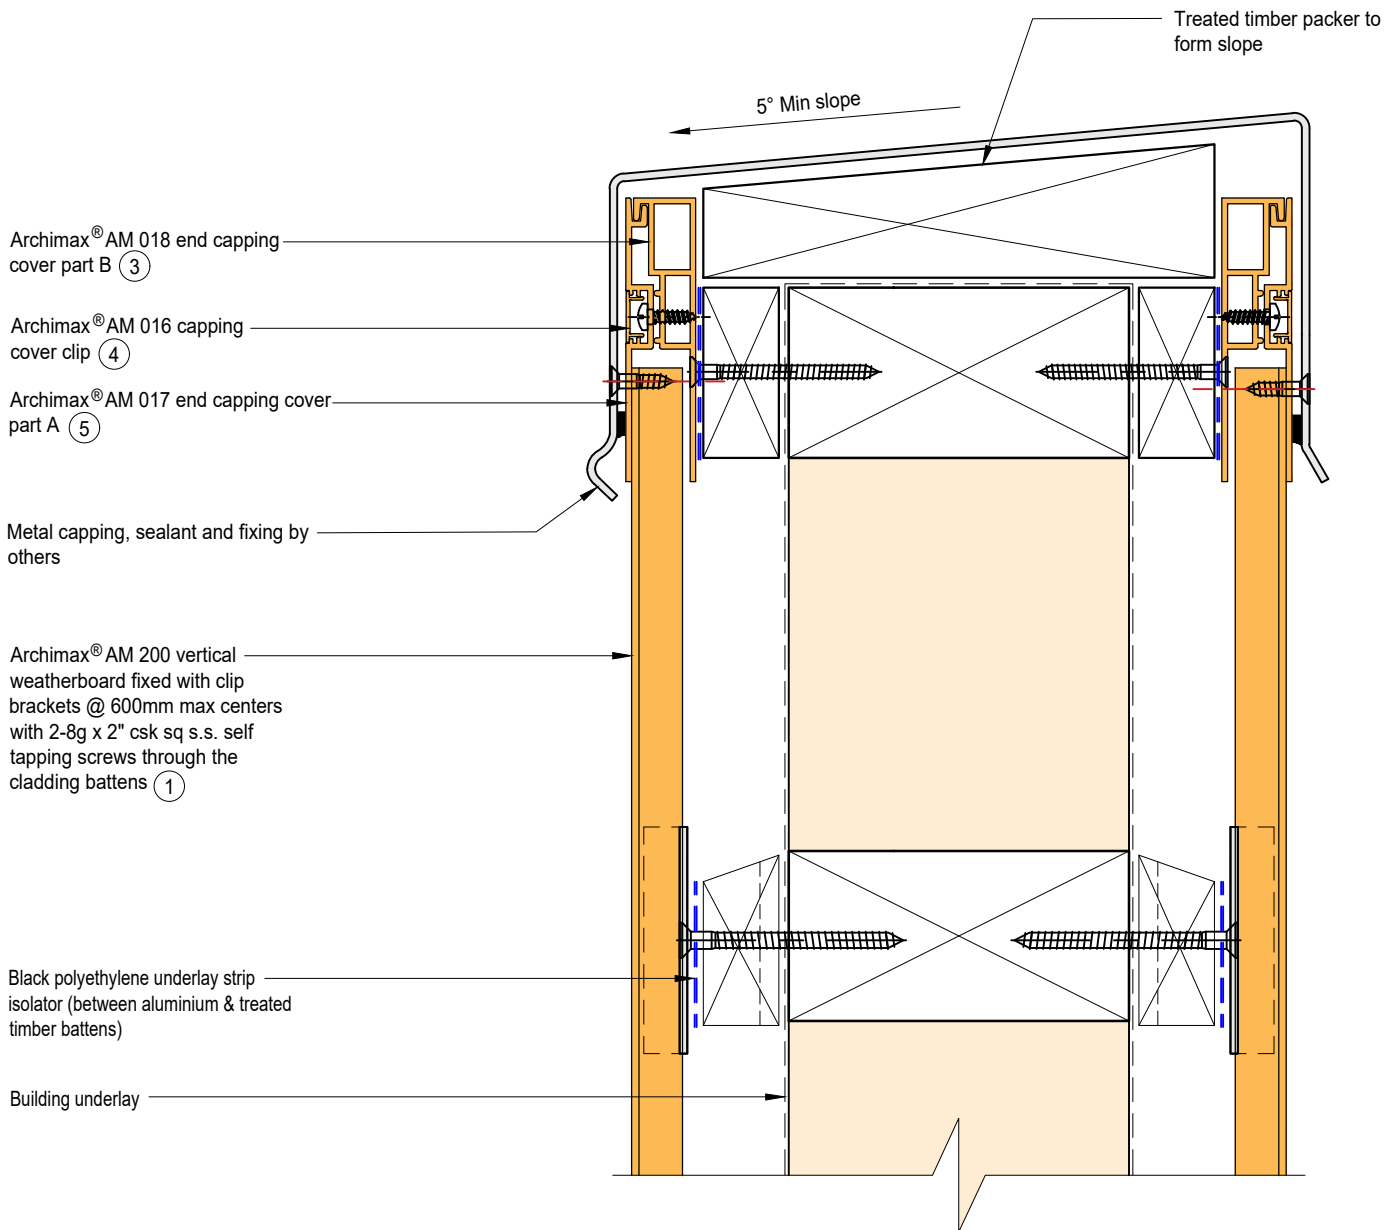 Treated timber packer to
form slope
5° Min slope
Archimax® AM 018 end capping
cover part B 3
Archimax® AM 016 capping
cover clip 4
Archimax® AM 017 end capping cover
part A 5
Metal capping, sealant and fixing by
others
Archimax® AM 200 vertical
weatherboard fixed with clip
brackets @ 600mm max centers
with 2-8g x 2" csk sq s.s. self
tapping screws through the
cladding battens 1
Black polyethylene underlay strip
isolator (between aluminium & treated
timber battens)
Building underlay